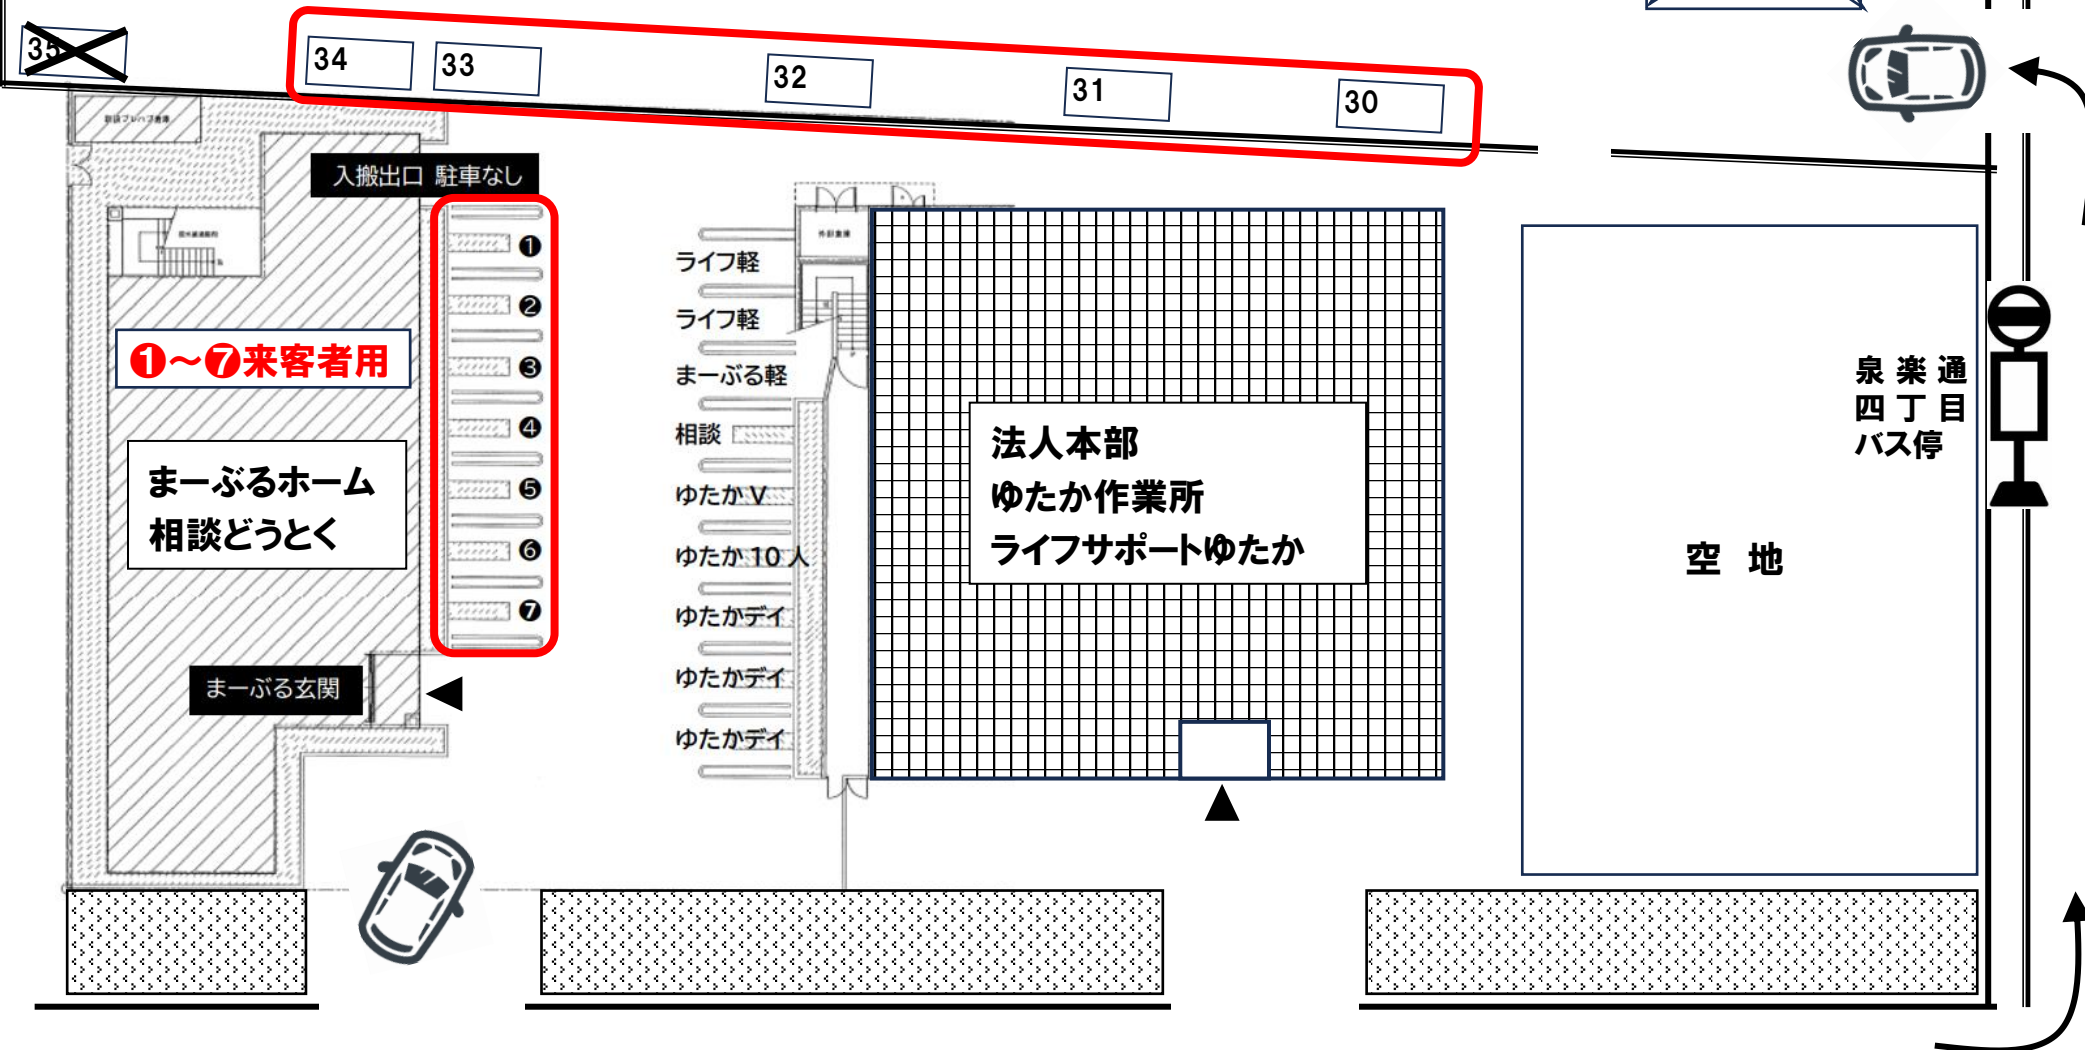 35
34
33
32
31
30
入搬出口 駐車なし
❶
❷
❸
❹
❺
❻
❼
❶～❼来客者用
まーぶるホーム
相談どうとく
まーぶる玄関
外部倉庫
ライフ軽
ライフ軽
まーぶる軽
相談
ゆたか V
ゆたか 10 人
ゆたかデイ
ゆたかデイ
ゆたかデイ
法人本部
ゆたか作業所
ライフサポートゆたか
空 地
泉 楽 通
四 丁 目
バス停